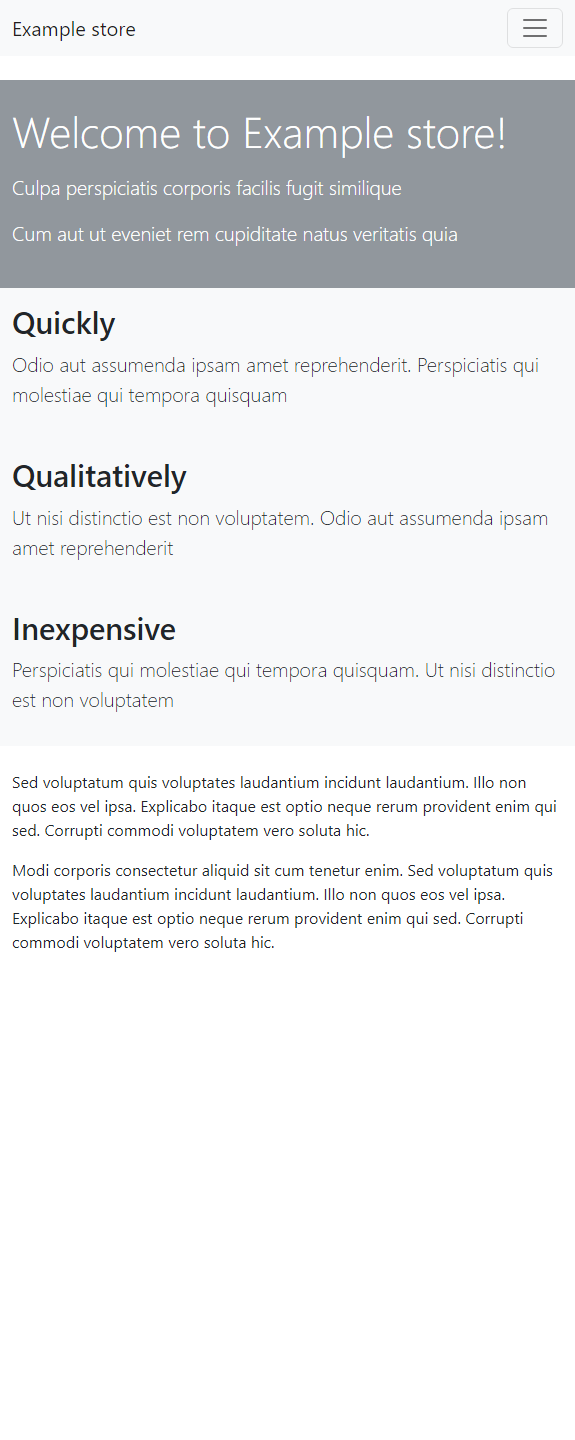 Example store
Welcome to Example store!
Culpa perspiciatis corporis facilis fugit similique
Cum aut ut eveniet rem cupiditate natus veritatis quia
Quickly
Odio aut assumenda ipsam amet reprehenderit. Perspiciatis qui
molestiae qui tempora quisquam
Qualitatively
Ut nisi distinctio est non voluptatem. Odio aut assumenda ipsam
amet reprehenderit
Inexpensive
Perspiciatis qui molestiae qui tempora quisquam. Ut nisi distinctio
est non voluptatem
Sed voluptatum quis voluptates laudantium incidunt laudantium. Illo non
quos eos vel ipsa. Explicabo itaque est optio neque rerum provident enim qui
sed. Corrupti commodi voluptatem vero soluta hic.
Modi corporis consectetur aliquid sit cum tenetur enim. Sed voluptatum quis
voluptates laudantium incidunt laudantium. Illo non quos eos vel ipsa.
Explicabo itaque est optio neque rerum provident enim qui sed. Corrupti
commodi voluptatem vero soluta hic.